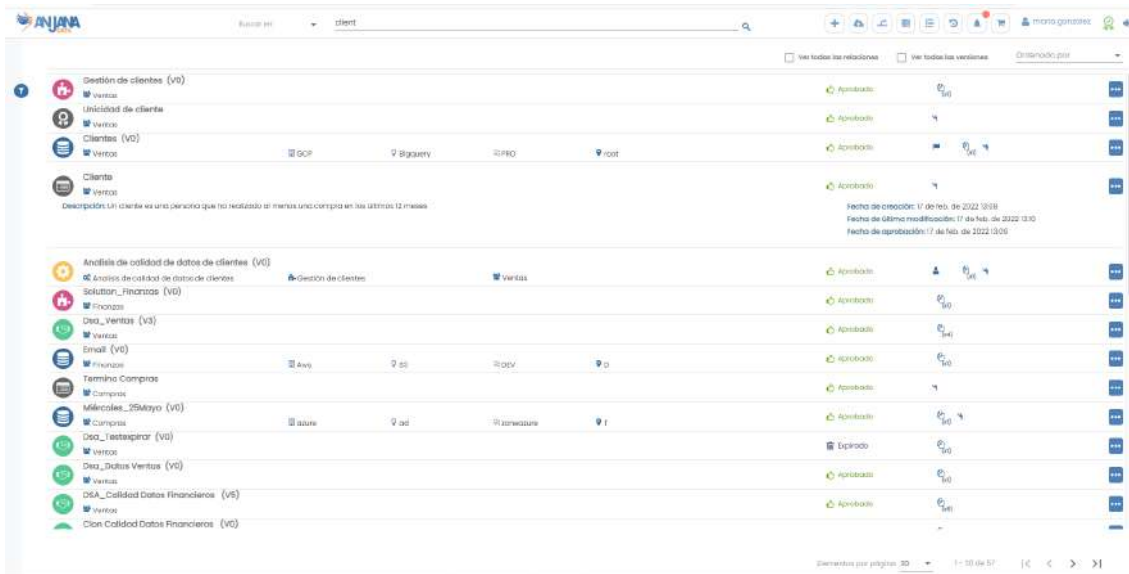 ANJANA
DATA
Buscar en:
client
maria.gonzalez
Ver todas las relaciones
Ver todas las versiones
Ordenado por
Gestión de clientes (V0)
Ventas
Aprobado
Unicidad de cliente
Ventas
Aprobado
Clientes (V0)
Ventas
GCP
Bigquery
PRO
root
Aprobado
Cliente
Ventas
Aprobado
Descripción: Un cliente es una persona que ha realizado al menos una compra en los últimos 12 meses
Fecha de creación: 17 de feb. de 2022 13:08
Fecha de última modificación: 17 de feb. de 2022 13:10
Fecha de aprobación: 17 de feb. de 2022 13:08
Analisis de calidad de datos de clientes (V0)
Analisis de calidad de datos de clientes
Gestión de clientes
Ventas
Aprobado
Solution_Finanzas (V0)
Finanzas
Aprobado
Dsa_Ventas (V3)
Ventas
Aprobado
Email (V0)
Finanzas
Aws
S3
DEV
Aprobado
Termino Compras
Compras
Aprobado
Miércoles_25Mayo (V0)
Compras
azure
ad
zoneazure
f
Aprobado
Dsa_Testexpirar (V0)
Ventas
Expirado
Dsa_Datos Ventas (V0)
Ventas
Aprobado
DSA_Calidad Datos Financieros (V5)
Ventas
Aprobado
Clon Calidad Datos Financieros (V0)
Elementos por página: 30
1 - 30 de 57